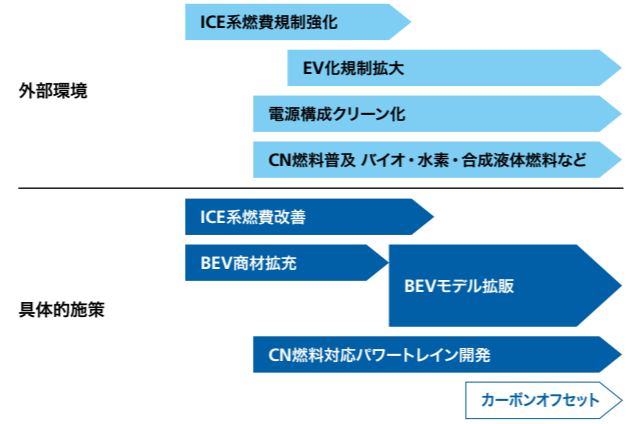 ICE系燃費規制強化
EV化規制拡大
外部環境
電源構成クリーン化
CN燃料普及 バイオ・水素・合成液体燃料など
ICE系燃費改善
BEV商材拡充
BEVモデル拡販
具体的施策
CN燃料対応パワートレイン開発
カーボンオフセット